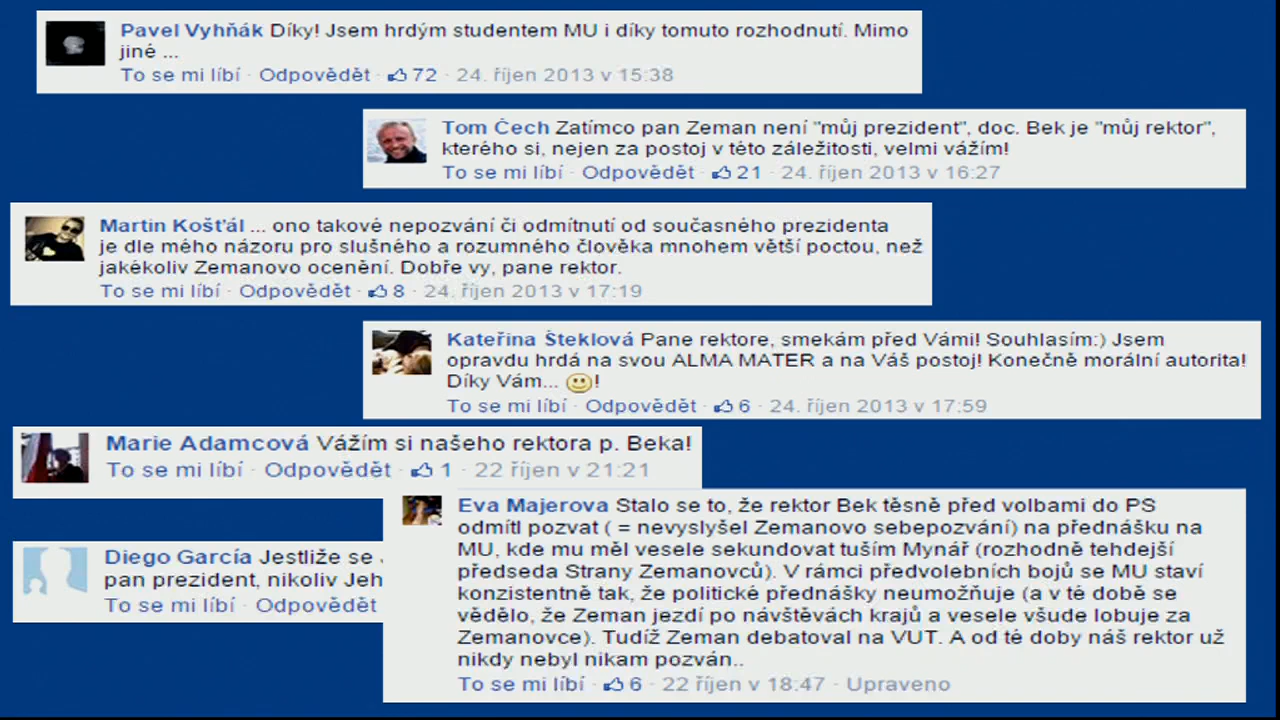 Pavel Vyhňák Díky! Jsem hrdým studentem MU i díky tomuto rozhodnutí. Mimo
jiné ...
To se mi líbí · Odpovědět · 72 · 24. říjen 2013 v 15:38
Tom Čech Zatímco pan Zeman není "můj prezident", doc. Bek je "můj rektor",
kterého si, nejen za postoj v této záležitosti, velmi vážím!
To se mi líbí · Odpovědět · 21 · 24. říjen 2013 v 16:27
Martin Košťál ... ono takové nepozvání či odmítnutí od současného prezidenta
je dle mého názoru pro slušného a rozumného člověka mnohem větší poctou, než
jakékoliv Zemanovo ocenění. Dobře vy, pane rektor.
To se mi líbí · Odpovědět · 8 · 24. říjen 2013 v 17:19
Kateřina Šteklová Pane rektore, smekám před Vámi! Souhlasím:) Jsem
opravdu hrdá na svou ALMA MATER a na Váš postoj! Konečně morální autorita!
Díky Vám... 🙂!
To se mi líbí · Odpovědět · 6 · 24. říjen 2013 v 17:59
Marie Adamcová Vážím si našeho rektora p. Beka!
To se mi líbí · Odpovědět · 1 · 22 říjen v 21:21
Diego García Jestliže se
pan prezident, nikoliv Jeh
To se mi líbí · Odpovědět
Eva Majerova Stalo se to, že rektor Bek těsně před volbami do PS
odmítl pozvat ( = nevyslyšel Zemanovo sebepozvání) na přednášku na
MU, kde mu měl vesele sekundovat tuším Mynář (rozhodně tehdejší
předseda Strany Zemanovců). V rámci předvolebních bojů se MU staví
konzistentně tak, že politické přednášky neumožňuje (a v té době se
vědělo, že Zeman jezdí po návštěvách krajů a vesele všude lobuje za
Zemanovce). Tudíž Zeman debatoval na VUT. A od té doby náš rektor už
nikdy nebyl nikam pozván..
To se mi líbí · 6 · 22 říjen v 18:47 · Upraveno